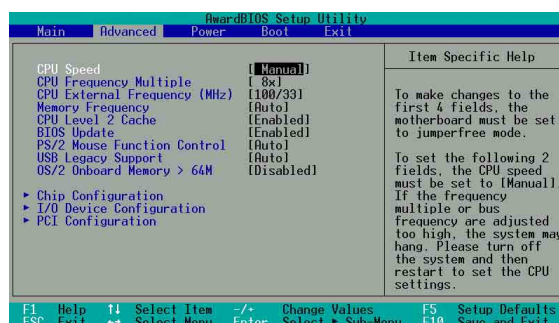 AwardBIOS Setup Utility
Main Advanced Power Boot Exit
CPU Speed [ Manual]
CPU Frequency Multiple [ 8x]
CPU External Frequency (MHz) [100/33]
Memory Frequency [Auto]
CPU Level 2 Cache [Enabled]
BIOS Update [Enabled]
PS/2 Mouse Function Control [Auto]
USB Legacy Support [Auto]
OS/2 Onboard Memory > 64M [Disabled]
► Chip Configuration
► I/O Device Configuration
► PCI Configuration
Item Specific Help
To make changes to the
first 4 fields, the
motherboard must be set
to jumperfree mode.
To set the following 2
fields, the CPU speed
must be set to [Manual].
If the frequency
multiple or bus
frequency are adjusted
too high, the system may
hang. Please turn off
the system and then
restart to set the CPU
settings.
F1 Help ↑↓ Select Item -/+ Change Values F5 Setup Defaults
ESC Exit ↔ Select Menu Enter Select ► Sub-Menu F10 Save and Exit